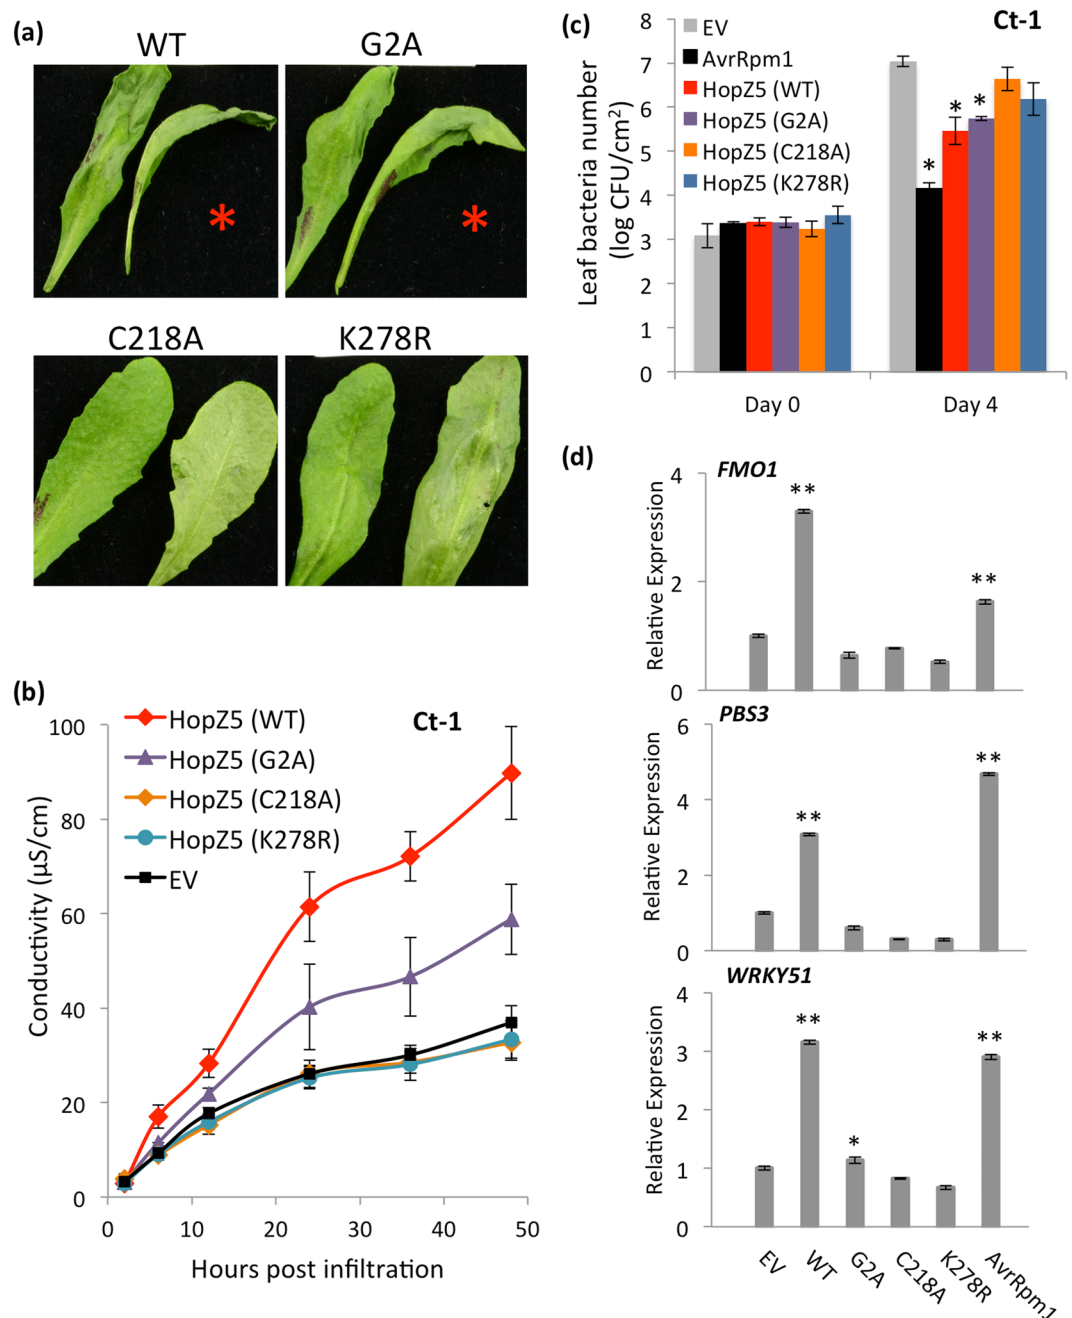 (a)
WT
G2A
*
*
C218A
K278R
(b)
HopZ5 (WT)
HopZ5 (G2A)
HopZ5 (C218A)
HopZ5 (K278R)
EV
Ct-1
Conductivity (µS/cm)
100
80
60
40
20
0
0 10 20 30 40 50
Hours post infiltration
(c)
EV
AvrRpm1
HopZ5 (WT)
HopZ5 (G2A)
HopZ5 (C218A)
HopZ5 (K278R)
Ct-1
Leaf bacteria number
(log CFU/cm2)
8
7
6
5
4
3
2
1
0
*
*
*
Day 0 Day 4
(d)
FMO1
Relative Expression
4
2
0
**
**
PBS3
Relative Expression
6
4
2
0
**
**
WRKY51
Relative Expression
4
3
2
1
0
**
*
**
EV WT G2A C218A K278R AvrRpm1